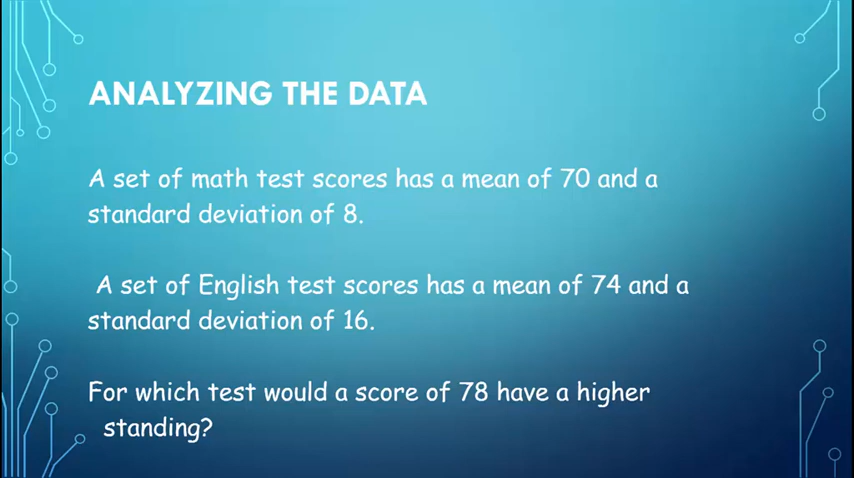 ANALYZING THE DATA
A set of math test scores has a mean of 70 and a
standard deviation of 8.
A set of English test scores has a mean of 74 and a
standard deviation of 16.
For which test would a score of 78 have a higher
standing?